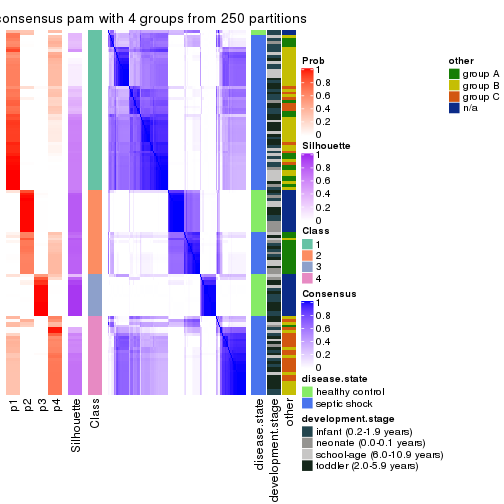 consensus pam with 4 groups from 250 partitions
Prob
1
0.8
0.6
0.4
0.2
0
Silhouette
1
0.8
0.6
0.4
0.2
0
Class
1
2
3
4
Consensus
1
0.8
0.6
0.4
0.2
0
disease.state
healthy control
septic shock
development.stage
infant (0.2-1.9 years)
neonate (0.0-0.1 years)
school-age (6.0-10.9 years)
toddler (2.0-5.9 years)
other
group A
group B
group C
n/a
p1
p2
p3
p4
Silhouette
Class
disease.state
development.stage
other